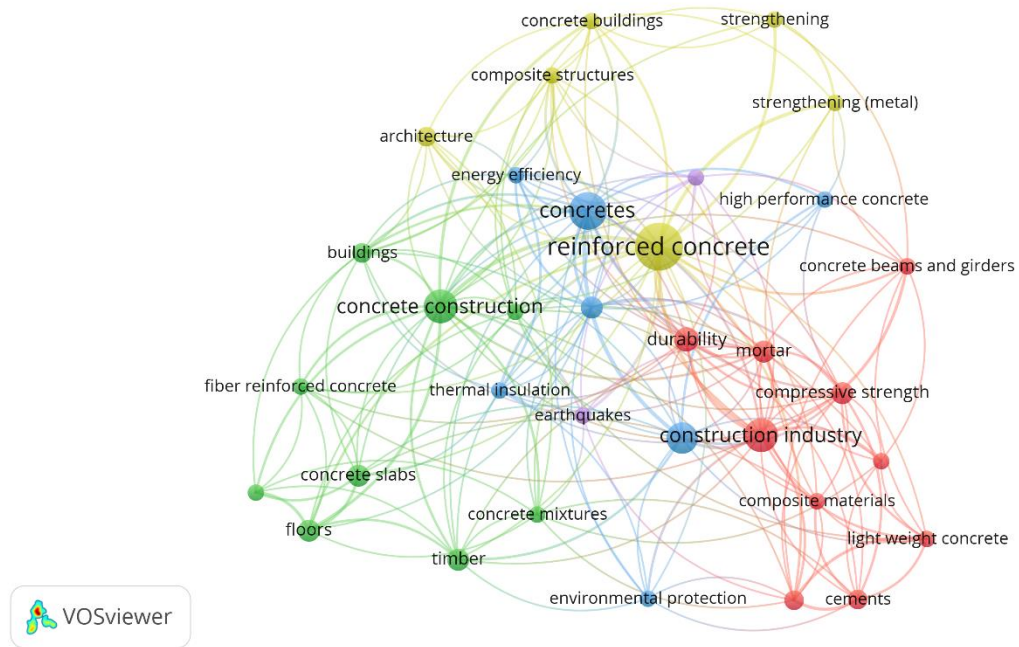 concrete buildings
strengthening
composite structures
strengthening (metal)
architecture
energy efficiency
high performance concrete
concretes
reinforced concrete
buildings
concrete beams and girders
concrete construction
durability
mortar
fiber reinforced concrete
thermal insulation
compressive strength
earthquakes
construction industry
concrete slabs
composite materials
concrete mixtures
floors
light weight concrete
timber
environmental protection
cements
VOSviewer